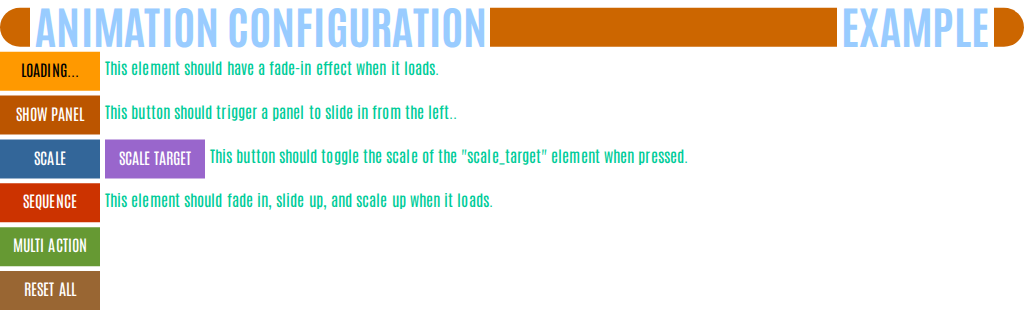 ANIMATION CONFIGURATION EXAMPLE
LOADING... This element should have a fade-in effect when it loads.
SHOW PANEL This button should trigger a panel to slide in from the left..
SCALE SCALE TARGET This button should toggle the scale of the "scale_target" element when pressed.
SEQUENCE This element should fade in, slide up, and scale up when it loads.
MULTI ACTION
RESET ALL